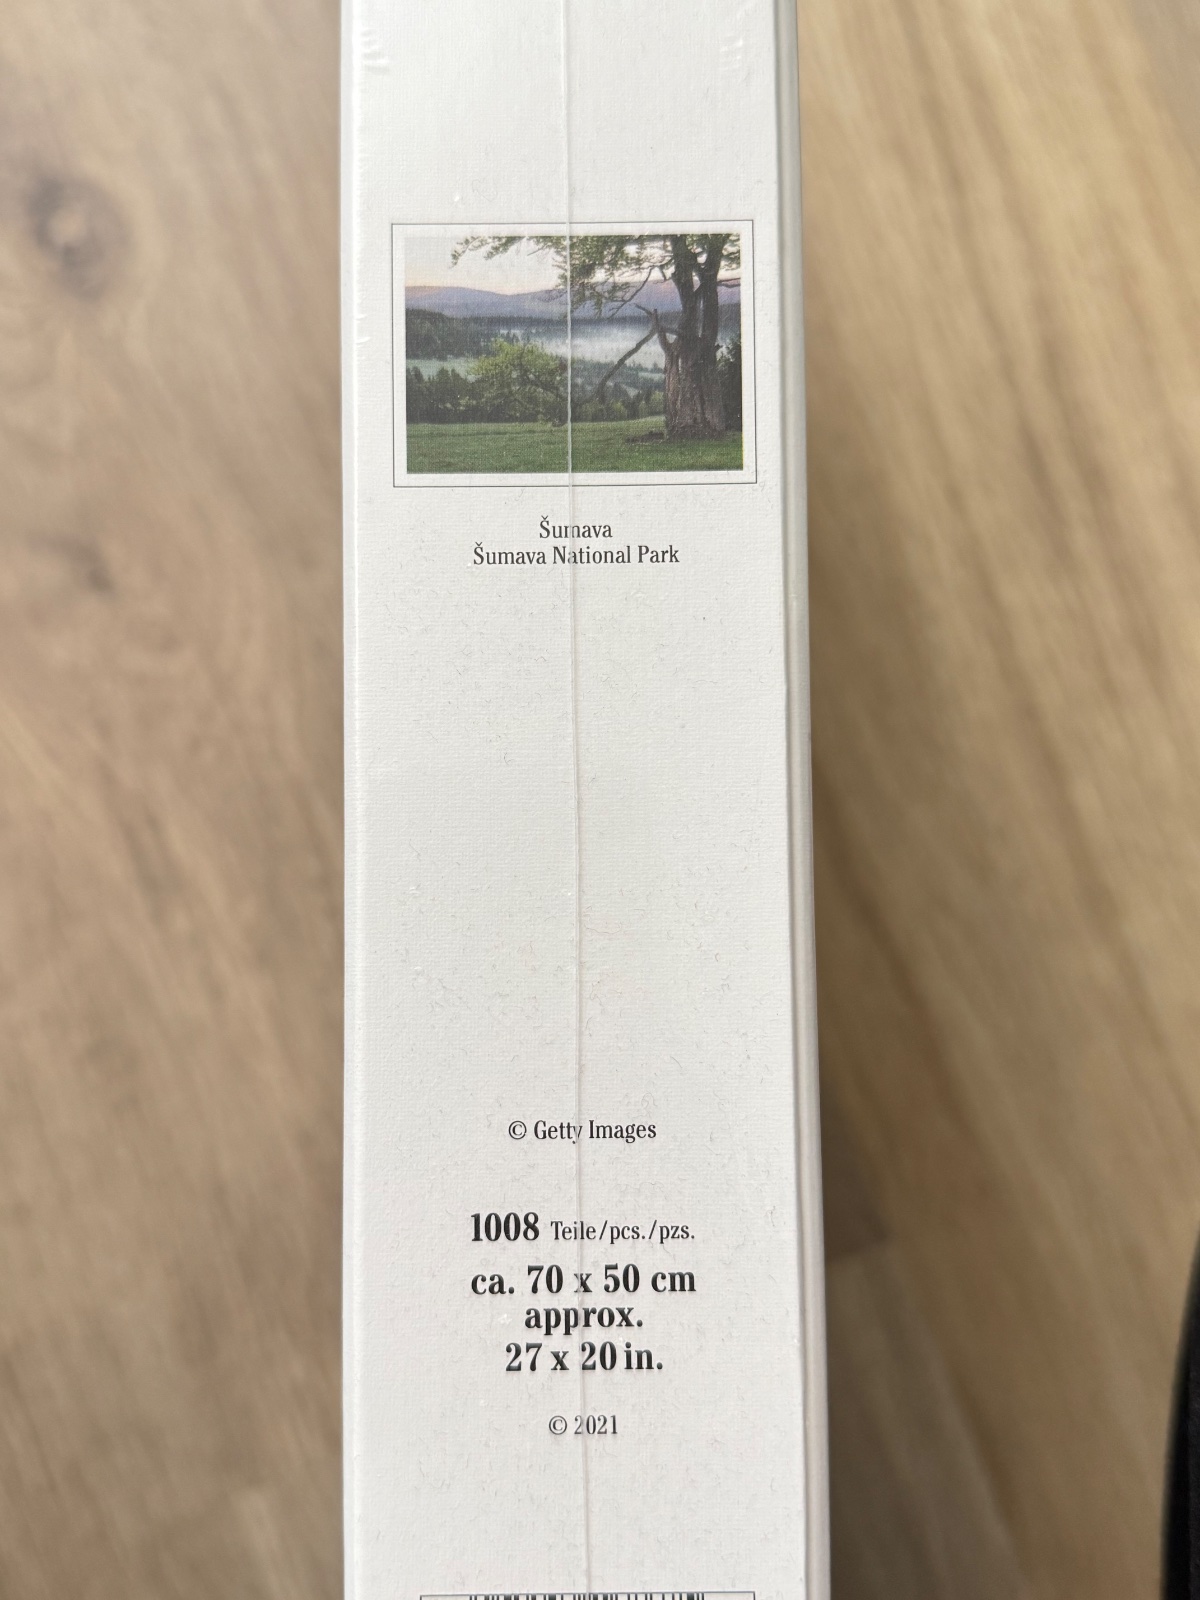 Šumava
Šumava National Park
© Getty Images
1008 Teile/pcs./pzs.
ca. 70 x 50 cm
approx.
27 x 20 in.
© 2021